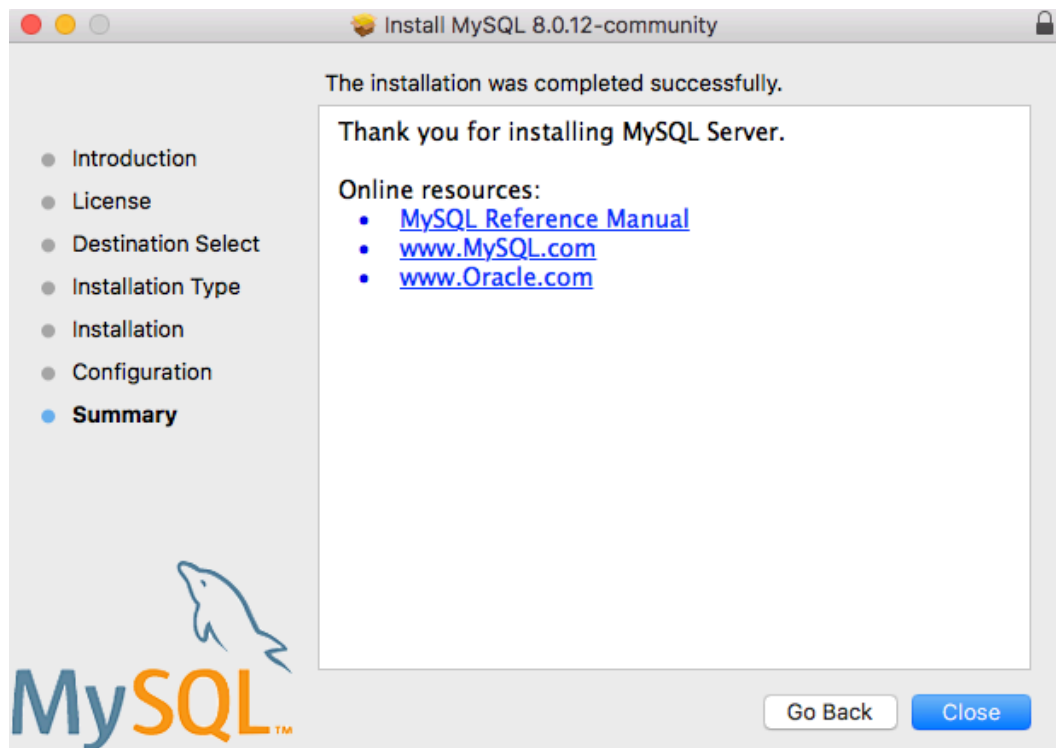 Install MySQL 8.0.12-community
The installation was completed successfully.
Introduction
License
Destination Select
Installation Type
Installation
Configuration
Summary
Thank you for installing MySQL Server.
Online resources:
• MySQL Reference Manual
• www.MySQL.com
• www.Oracle.com
MySQL™
Go Back
Close